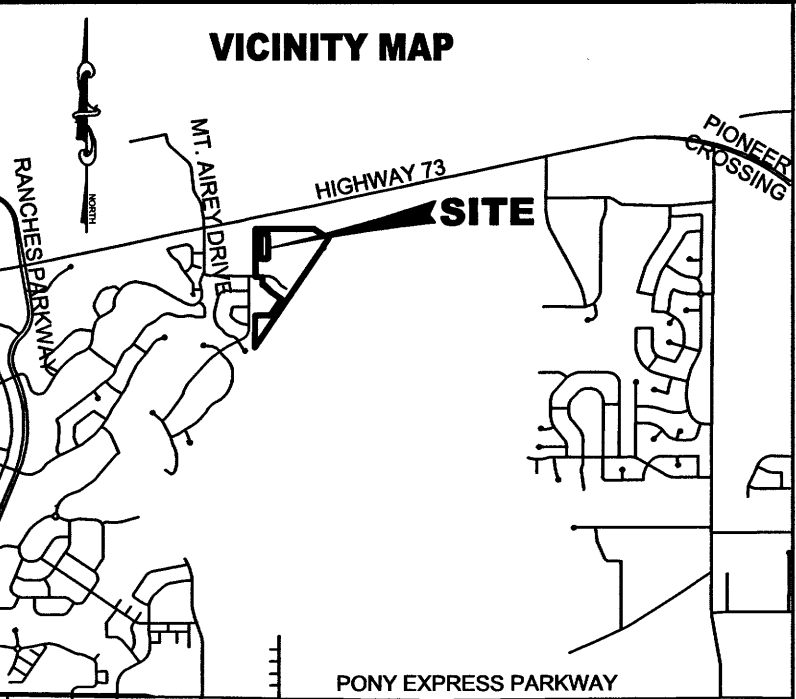 VICINITY MAP
NORTH
RANCHES PARKWAY
MT. AIREY DRIVE
HIGHWAY 73
PIONEER
CROSSING
SITE
PONY EXPRESS PARKWAY